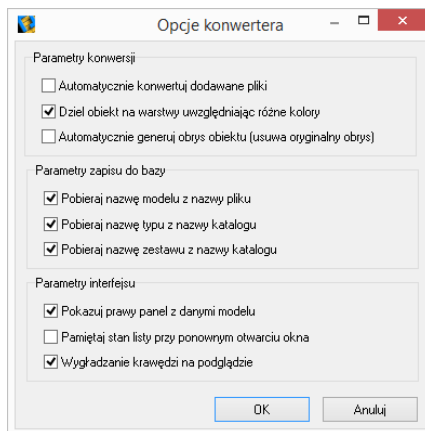 Opcje konwertera
Parametry konwersji
Automatycznie konwertuj dodawane pliki
Dziel obiekt na warstwy uwzględniając różne kolory
Automatycznie generuj obrys obiektu (usuwa oryginalny obrys)
Parametry zapisu do bazy
Pobieraj nazwę modelu z nazwy pliku
Pobieraj nazwę typu z nazwy katalogu
Pobieraj nazwę zestawu z nazwy katalogu
Parametry interfejsu
Pokazuj prawy panel z danymi modelu
Pamiętaj stan listy przy ponownym otwarciu okna
Wygładzanie krawędzi na podglądzie
OK Anuluj